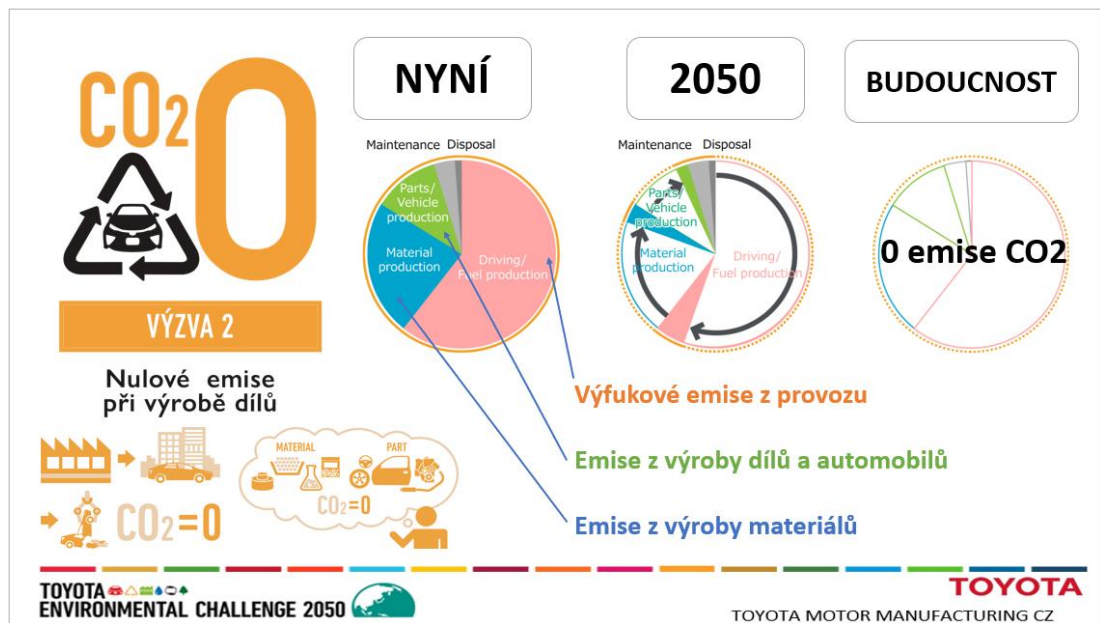 CO2 0
VÝZVA 2
Nulové emise
při výrobě dílů
MATERIAL
PART
CO2=0
CO2=0
NYNÍ
Maintenance Disposal
Parts/
Vehicle
production
Material
production
Driving/
Fuel production
2050
Maintenance Disposal
Parts/
Vehicle
production
Material
production
Driving/
Fuel production
BUDOUCNOST
0 emise CO2
Výfukové emise z provozu
Emise z výroby dílů a automobilů
Emise z výroby materiálů
TOYOTA
ENVIRONMENTAL CHALLENGE 2050
TOYOTA
TOYOTA MOTOR MANUFACTURING CZ